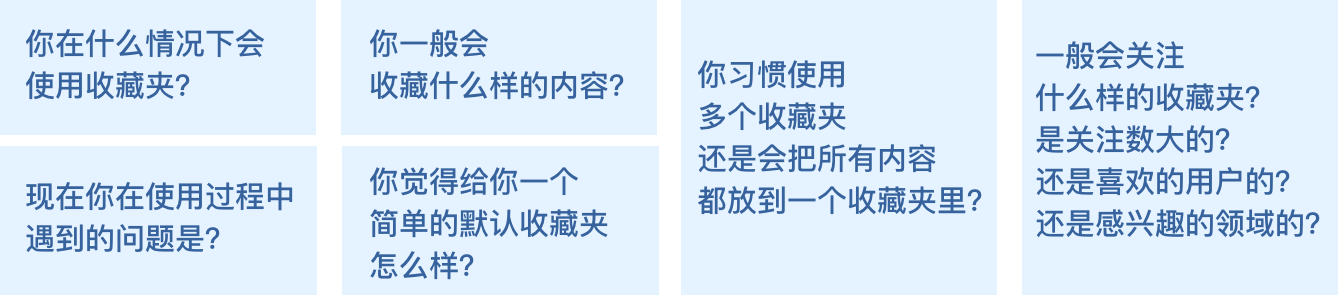 你在什么情况下会
使用收藏夹?
现在你在使用过程中
遇到的问题是?
你一般会
收藏什么样的内容?
你觉得给你一个
简单的默认收藏夹
怎么样?
你习惯使用
多个收藏夹
还是会把所有内容
都放到一个收藏夹里?
一般会关注
什么样的收藏夹?
是关注数大的?
还是喜欢的用户的?
还是感兴趣的领域的?